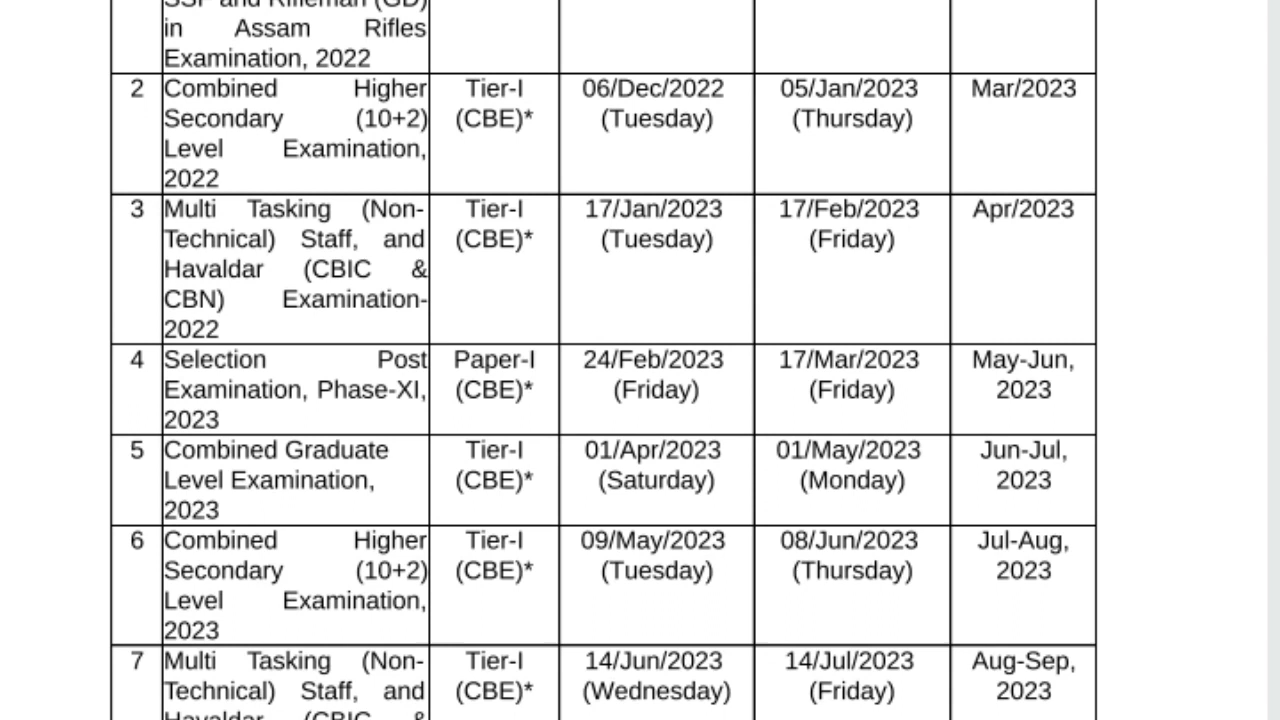 SSF and Rifleman (GD)
in Assam Rifles
Examination, 2022
2 Combined Higher Tier-I 06/Dec/2022 05/Jan/2023 Mar/2023
Secondary (10+2) (CBE)* (Tuesday) (Thursday)
Level Examination,
2022
3 Multi Tasking (Non- Tier-I 17/Jan/2023 17/Feb/2023 Apr/2023
Technical) Staff, and (CBE)* (Tuesday) (Friday)
Havaldar (CBIC &
CBN) Examination-
2022
4 Selection Post Paper-I 24/Feb/2023 17/Mar/2023 May-Jun,
Examination, Phase-XI, (CBE)* (Friday) (Friday) 2023
2023
5 Combined Graduate Tier-I 01/Apr/2023 01/May/2023 Jun-Jul,
Level Examination, (CBE)* (Saturday) (Monday) 2023
2023
6 Combined Higher Tier-I 09/May/2023 08/Jun/2023 Jul-Aug,
Secondary (10+2) (CBE)* (Tuesday) (Thursday) 2023
Level Examination,
2023
7 Multi Tasking (Non- Tier-I 14/Jun/2023 14/Jul/2023 Aug-Sep,
Technical) Staff, and (CBE)* (Wednesday) (Friday) 2023
Havaldar (CBIC &